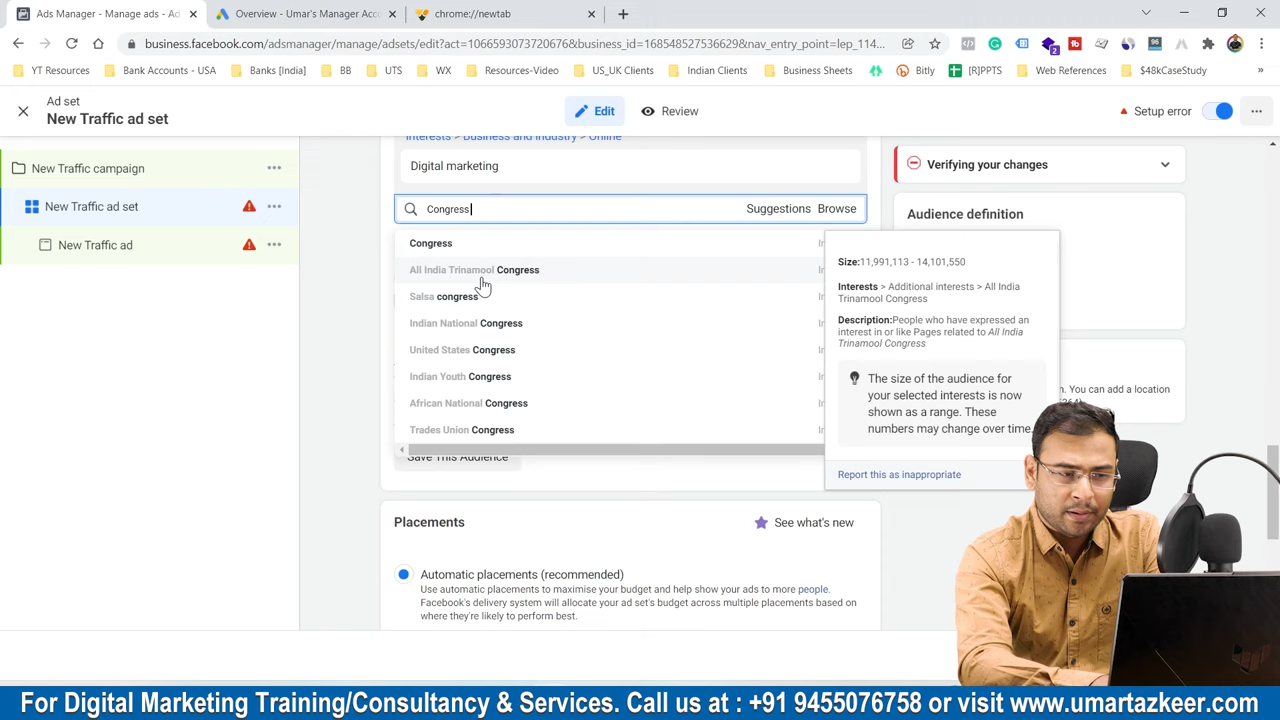 Ads Manager - Manage ads - Ad
Overview - Umar's Manager Acc
chrome://newtab
business.facebook.com/adsmanager/manage/adsets/edit?act=1066593073730676&business_id=168548527536629&nav_entry_point=lep_114...
YT Resources
Bank Accounts - USA
Banks [India]
BB
UTS
WX
Resources-Video
US_UK Clients
Indian Clients
Business Sheets
Bitly
[R]PPTS
Web References
$48kCaseStudy
Ad set
New Traffic ad set
Edit
Review
Setup error
New Traffic campaign
New Traffic ad set
New Traffic ad
Interests > Business and industry > Online
Digital marketing
Congress
Suggestions
Browse
Congress
All India Trinamool Congress
Salsa congress
Indian National Congress
United States Congress
Indian Youth Congress
African National Congress
Trades Union Congress
Save This Audience
Placements
See what's new
Automatic placements (recommended)
Use automatic placements to maximise your budget and help show your ads to more people.
Facebook's delivery system will allocate your ad set's budget across multiple placements based on
where they're likely to perform best.
Verifying your changes
Audience definition
Size:11,991,113 - 14,101,550
Interests > Additional interests > All India
Trinamool Congress
Description:People who have expressed an
interest in or like Pages related to All India
Trinamool Congress
The size of the audience for
your selected interests is now
shown as a range. These
numbers may change over time.
Report this as inappropriate
You can add a location
For Digital Marketing Training/Consultancy & Services. Call us at : +91 9455076758 or visit www.umartazkeer.com